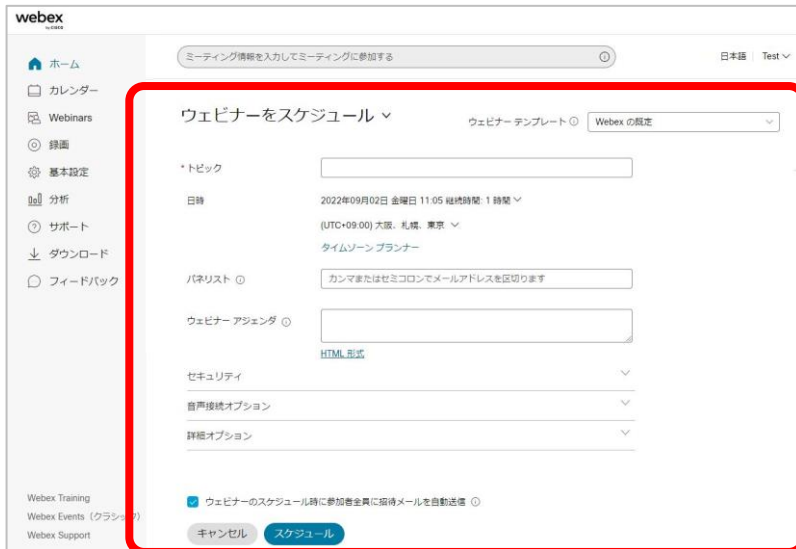 webex
by CISCO
ミーティング情報を入力してミーティングに参加する
日本語 Test
ホーム
カレンダー
Webinars
録画
基本設定
分析
サポート
ダウンロード
フィードバック
Webex Training
Webex Events (クラシック)
Webex Support
ウェビナーをスケジュール
ウェビナー テンプレート Webex の既定
* トピック
日時 2022年09月02日 金曜日 11:05 継続時間: 1 時間
(UTC+09:00) 大阪、札幌、東京
タイムゾーン プランナー
パネリスト カンマまたはセミコロンでメールアドレスを区切ります
ウェビナー アジェンダ
HTML 形式
セキュリティ
音声接続オプション
詳細オプション
ウェビナーのスケジュール時に参加者全員に招待メールを自動送信
キャンセル スケジュール